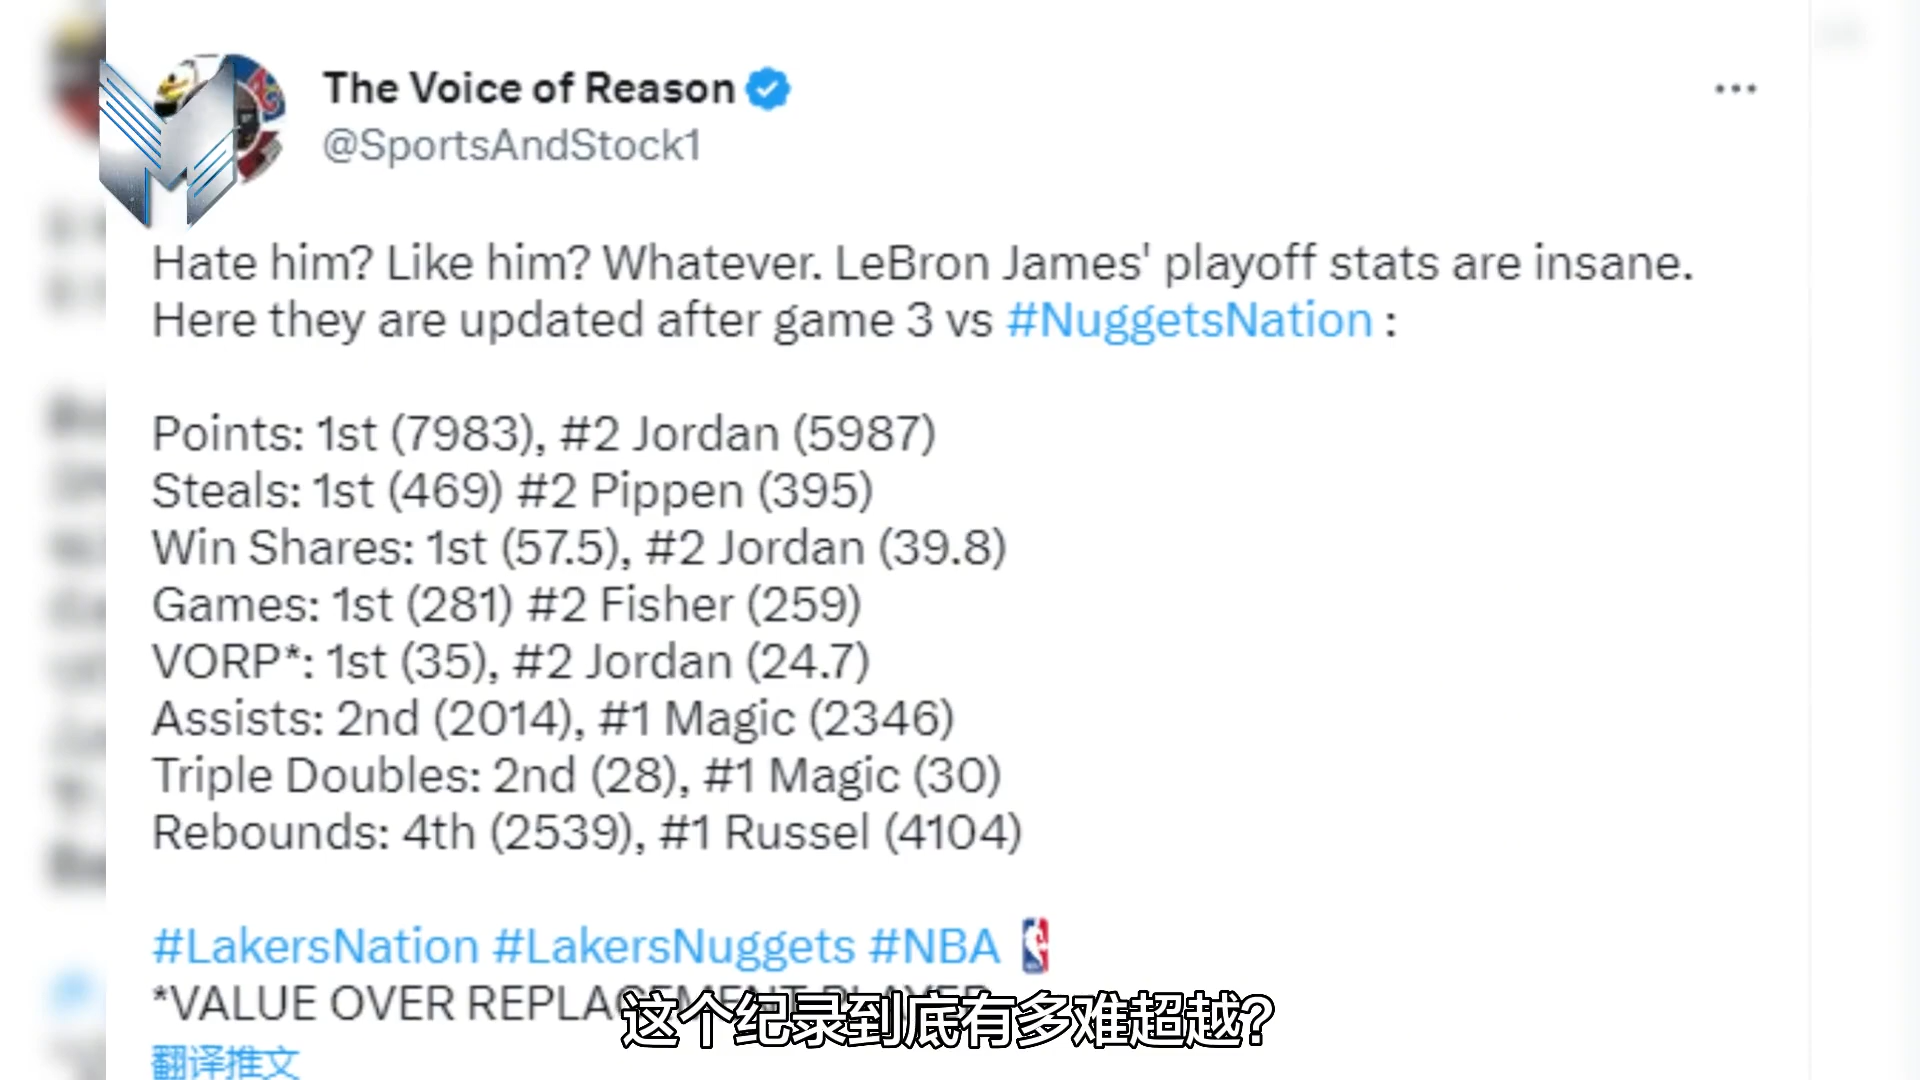 The Voice of Reason
@SportsAndStock1
Hate him? Like him? Whatever. LeBron James' playoff stats are insane.
Here they are updated after game 3 vs #NuggetsNation :
Points: 1st (7983), #2 Jordan (5987)
Steals: 1st (469) #2 Pippen (395)
Win Shares: 1st (57.5), #2 Jordan (39.8)
Games: 1st (281) #2 Fisher (259)
VORP*: 1st (35), #2 Jordan (24.7)
Assists: 2nd (2014), #1 Magic (2346)
Triple Doubles: 2nd (28), #1 Magic (30)
Rebounds: 4th (2539), #1 Russel (4104)
#LakersNation #LakersNuggets #NBA
*VALUE OVER REPLACEMENT PLAYER
这个纪录到底有多难超越?
翻译推文